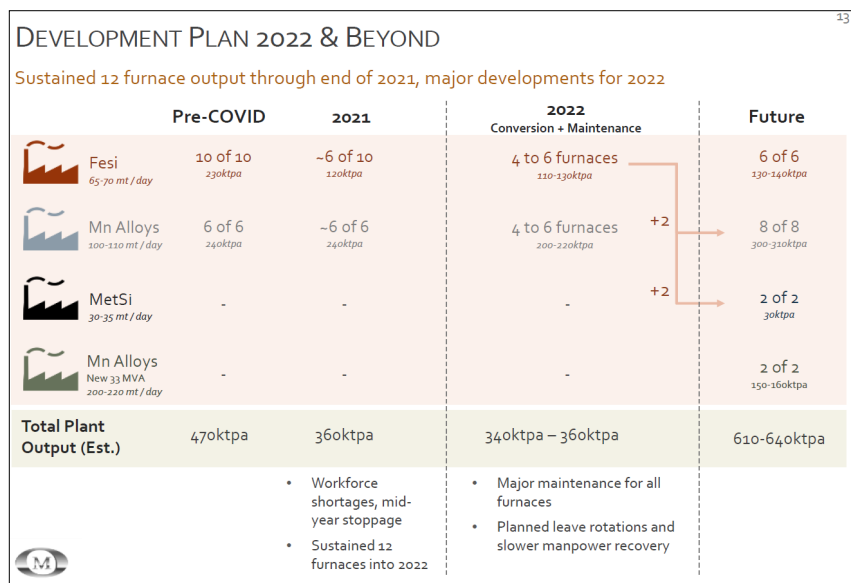 13
DEVELOPMENT PLAN 2022 & BEYOND
Sustained 12 furnace output through end of 2021, major developments for 2022
Pre-COVID
2021
2022
Conversion + Maintenance
Future
Fesi
65-70 mt / day
10 of 10
230ktpa
~6 of 10
120ktpa
4 to 6 furnaces
110-130ktpa
6 of 6
130-140ktpa
Mn Alloys
100-110 mt / day
6 of 6
240ktpa
~6 of 6
240ktpa
4 to 6 furnaces
200-220ktpa
+2
8 of 8
300-310ktpa
MetSi
30-35 mt / day
-
-
-
+2
2 of 2
30ktpa
Mn Alloys
New 33 MVA
200-220 mt / day
-
-
-
2 of 2
150-160ktpa
Total Plant
Output (Est.)
470ktpa
360ktpa
340ktpa – 360ktpa
610-640ktpa
• Workforce
shortages, mid-
year stoppage
• Sustained 12
furnaces into 2022
• Major maintenance for all
furnaces
• Planned leave rotations and
slower manpower recovery
M